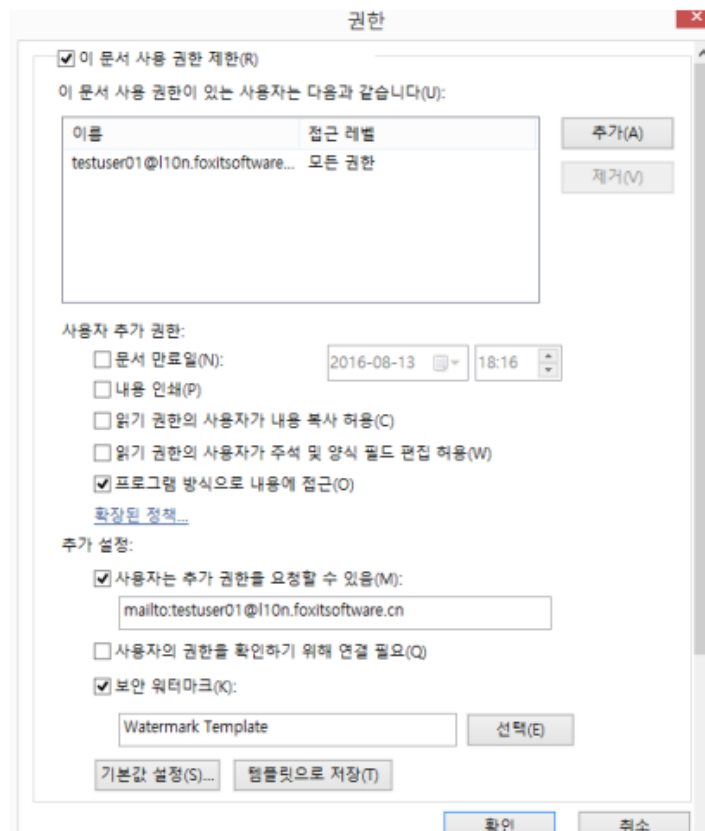 권한
이 문서 사용 권한 제한(R)
이 문서 사용 권한이 있는 사용자는 다음과 같습니다(U):
이름 접근 레벨 추가(A)
testuser01@l10n.foxitsoftware... 모든 권한 제거(V)
사용자 추가 권한:
문서 만료일(N): 2016-08-13 18:16
내용 인쇄(P)
읽기 권한의 사용자가 내용 복사 허용(C)
읽기 권한의 사용자가 주석 및 양식 필드 편집 허용(W)
프로그램 방식으로 내용에 접근(O)
확장된 정책...
추가 설정:
사용자는 추가 권한을 요청할 수 있음(M):
mailto:testuser01@l10n.foxitsoftware.cn
사용자의 권한을 확인하기 위해 연결 필요(Q)
보안 워터마크(K):
Watermark Template 선택(E)
기본값 설정(S)... 템플릿으로 저장(T)
확인 취소